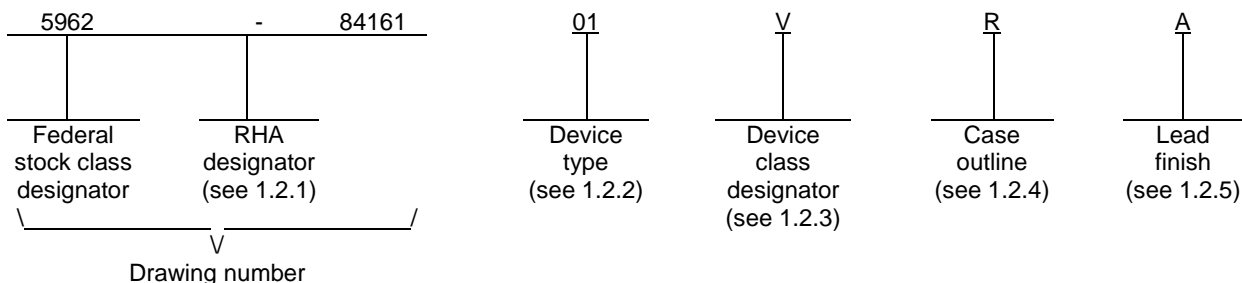 5962 - 84161 01 V R A
Federal stock class designator
RHA designator (see 1.2.1)
Device type (see 1.2.2)
Device class designator (see 1.2.3)
Case outline (see 1.2.4)
Lead finish (see 1.2.5)
\ /
\/
Drawing number